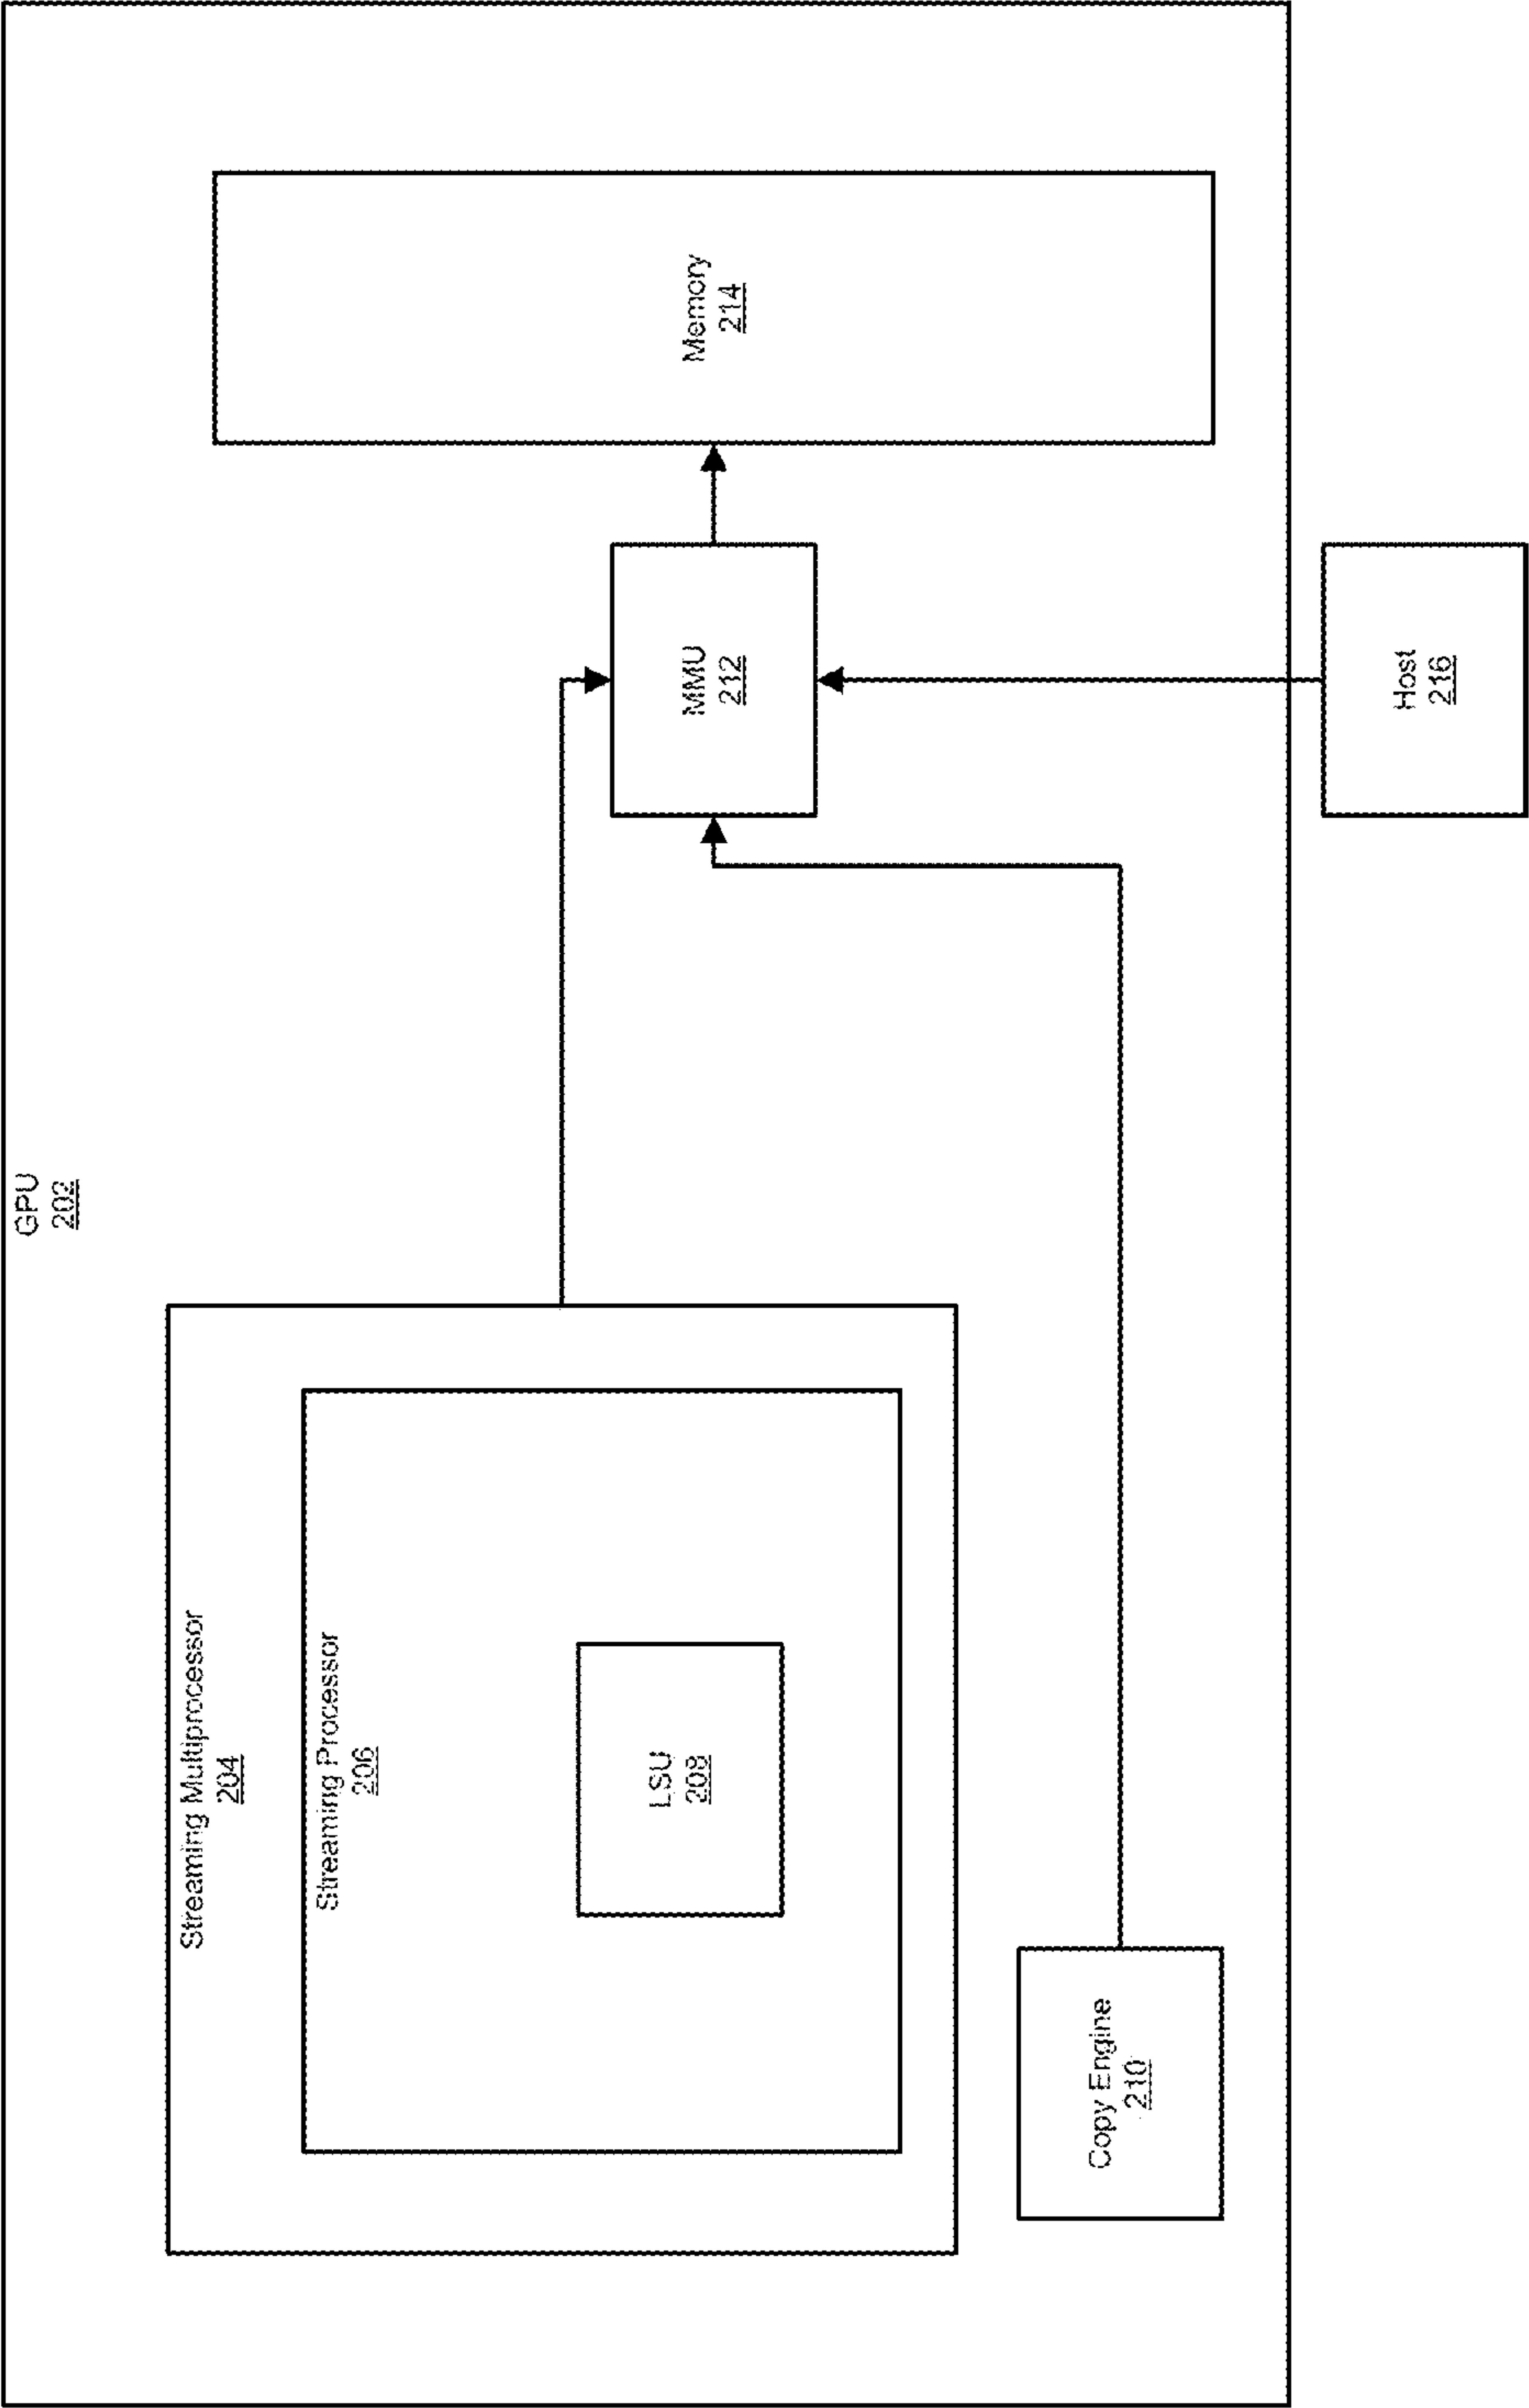 GPU
202
Streaming Multiprocessor
204
Streaming Processor
206
LSU
208
Copy Engine
210
MMU
212
Memory
214
Host
216